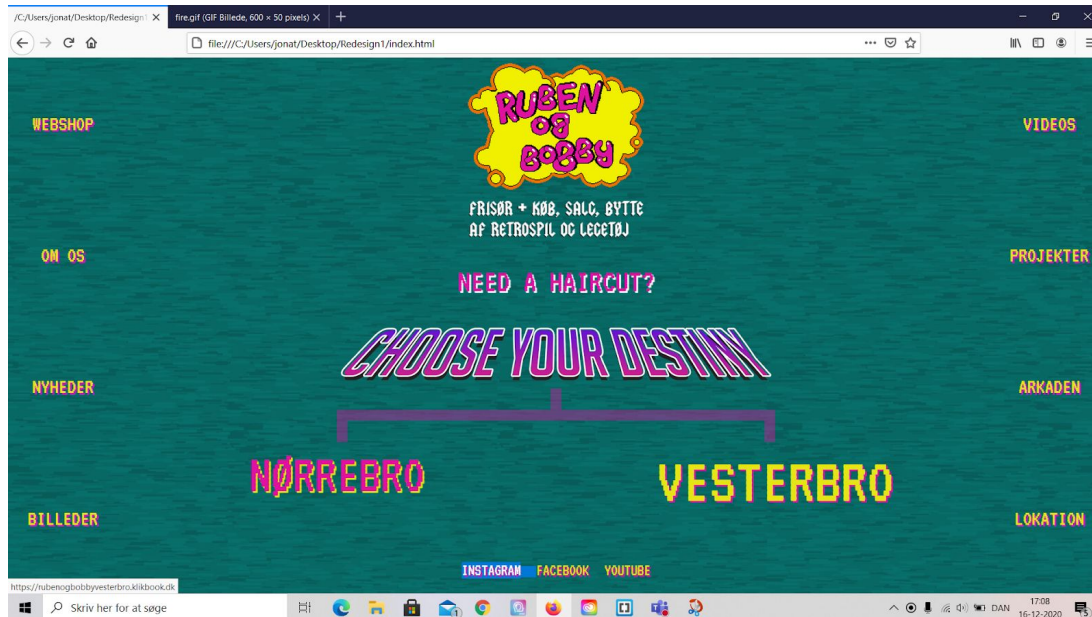 /C:/Users/jonat/Desktop/Redesign1
fire.gif (GIF Billede, 600 × 50 pixels)
file:///C:/Users/jonat/Desktop/Redesign1/index.html
RUBEN
OG
BOBBY
WEBSHOP
VIDEOS
FRISØR + KØB, SALG, BYTTE
AF RETROSPIL OG LEGETØJ
OM OS
PROJEKTER
NEED A HAIRCUT?
CHOOSE YOUR DESTINY
NYHEDER
ARKADEN
NØRREBRO
VESTERBRO
BILLEDER
LOKATION
INSTAGRAM FACEBOOK YOUTUBE
https://rubenogbobbyvesterbro.klikbook.dk
Skriv her for at søge
1
DAN
17:08
16-12-2020
5